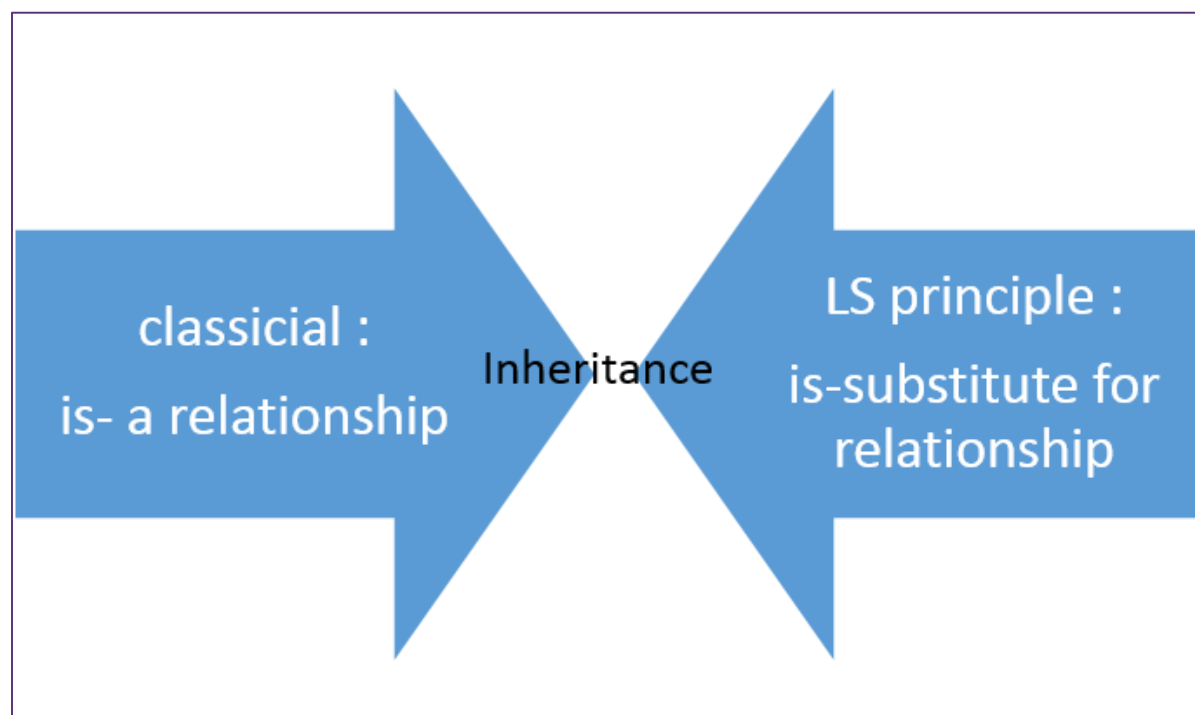 classicial :
is- a relationship
Inheritance
LS principle :
is-substitute for
relationship